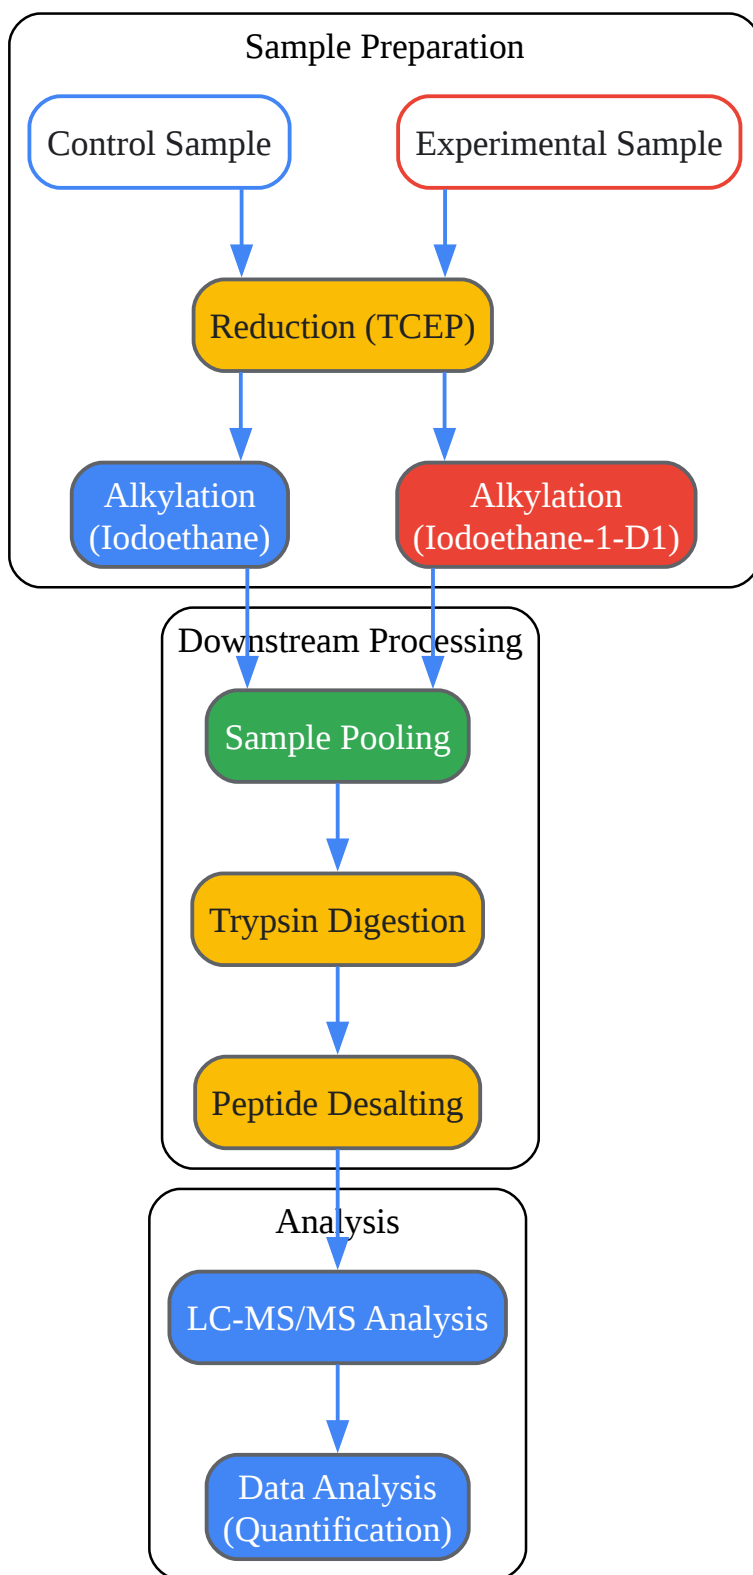 Sample Preparation
Control Sample
Experimental Sample
Reduction (TCEP)
Alkylation
(Iodoethane)
Alkylation
(Iodoethane-1-D1)
Downstream Processing
Sample Pooling
Trypsin Digestion
Peptide Desalting
Analysis
LC-MS/MS Analysis
Data Analysis
(Quantification)